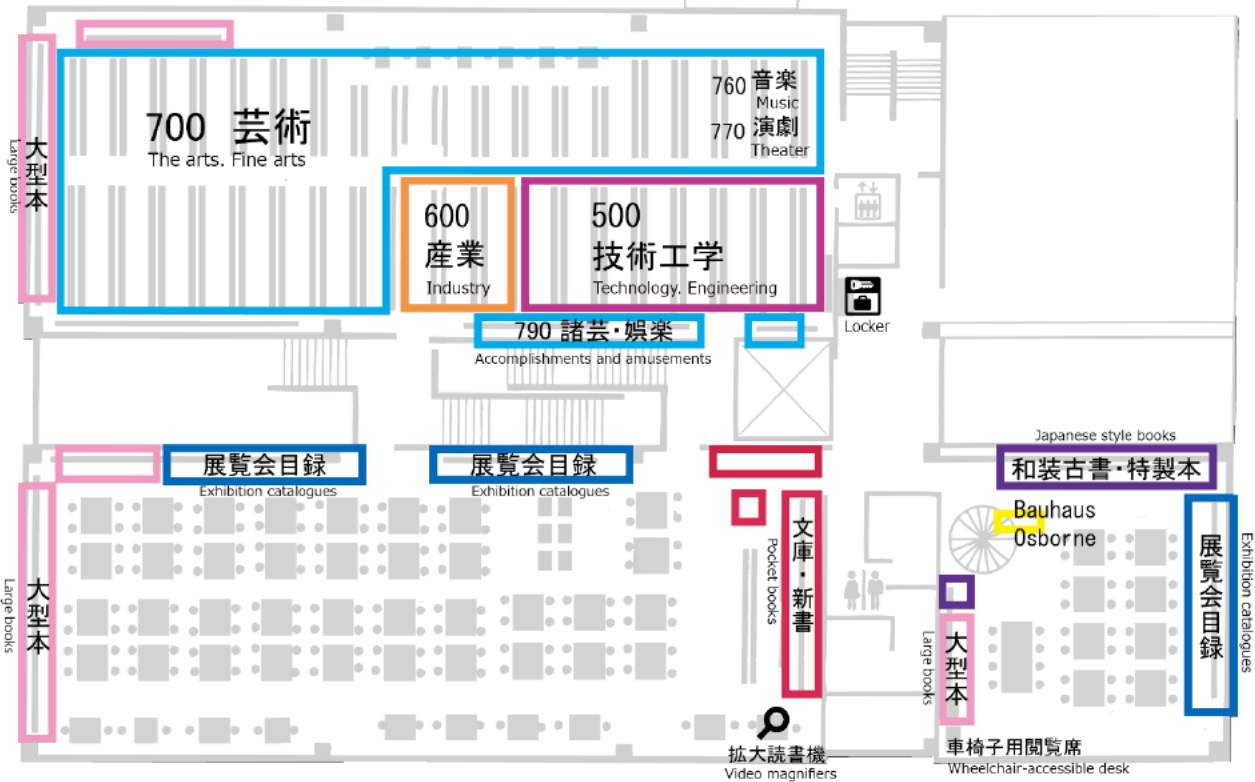 700 芸術
The arts. Fine arts
760 音楽
Music
770 演劇
Theater
大型本
Large books
600
産業
Industry
500
技術工学
Technology. Engineering
Locker
790 諸芸・娯楽
Accomplishments and amusements
展覧会目録
Exhibition catalogues
展覧会目録
Exhibition catalogues
Japanese style books
和装古書・特製本
Bauhaus
Osborne
文庫・新書
Pocket books
展覧会目録
Exhibition catalogues
大型本
Large books
大型本
Large books
拡大読書機
Video magnifiers
車椅子用閲覧席
Wheelchair-accessible desk